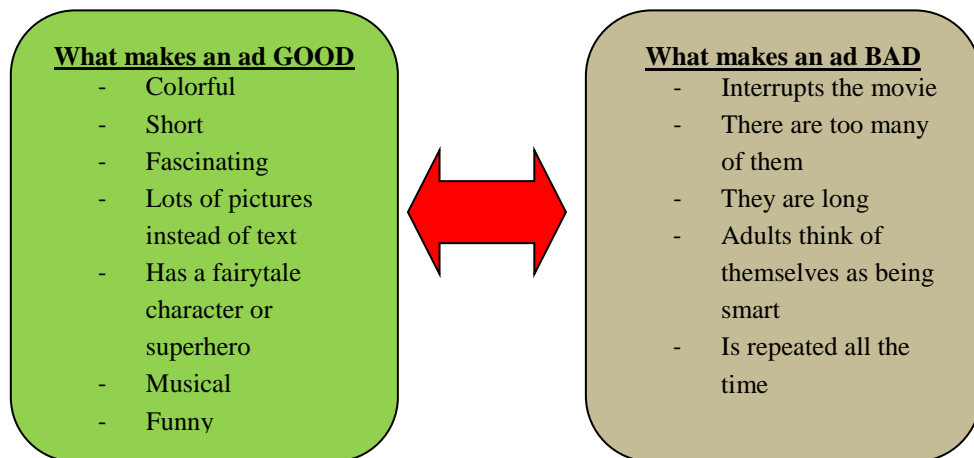 What makes an ad GOOD
- Colorful
- Short
- Fascinating
- Lots of pictures
instead of text
- Has a fairytale
character or
superhero
- Musical
- Funny
What makes an ad BAD
- Interrupts the movie
- There are too many
of them
- They are long
- Adults think of
themselves as being
smart
- Is repeated all the
time